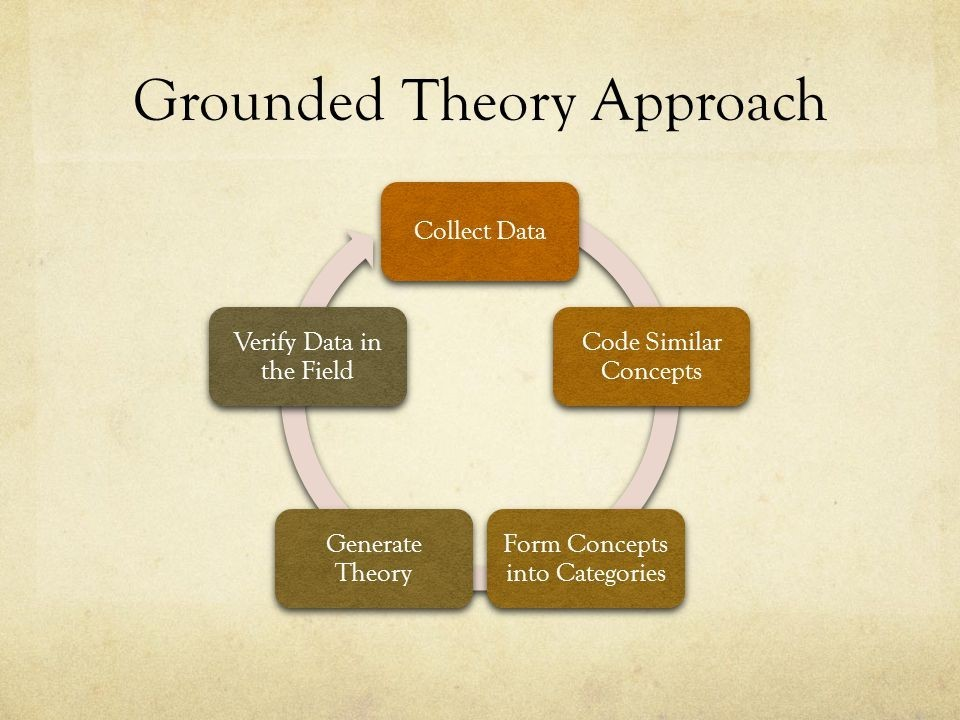 Grounded Theory Approach
Collect Data
Code Similar
Concepts
Form Concepts
into Categories
Generate
Theory
Verify Data in
the Field